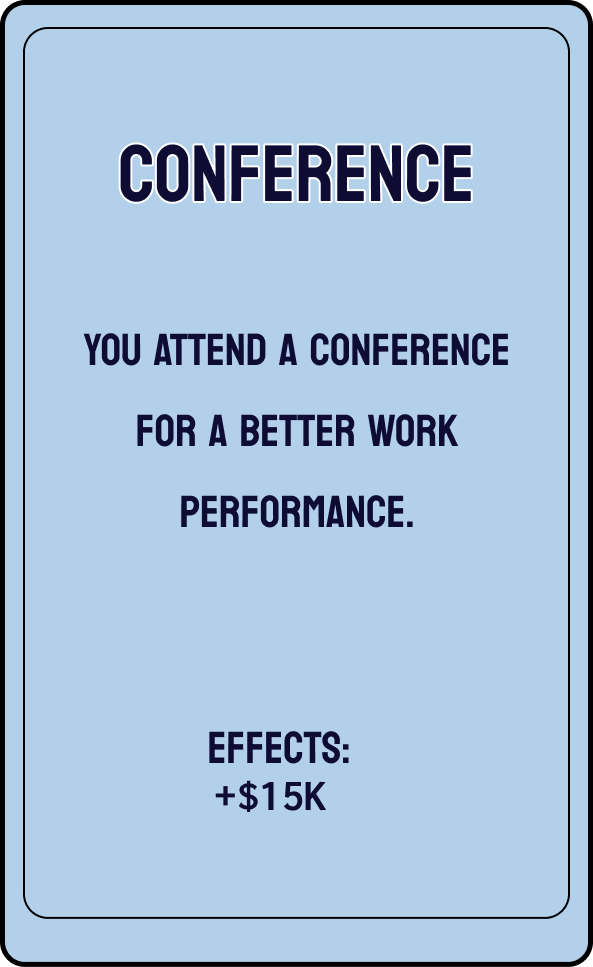 CONFERENCE
YOU ATTEND A CONFERENCE
FOR A BETTER WORK
PERFORMANCE.
EFFECTS:
+$15K